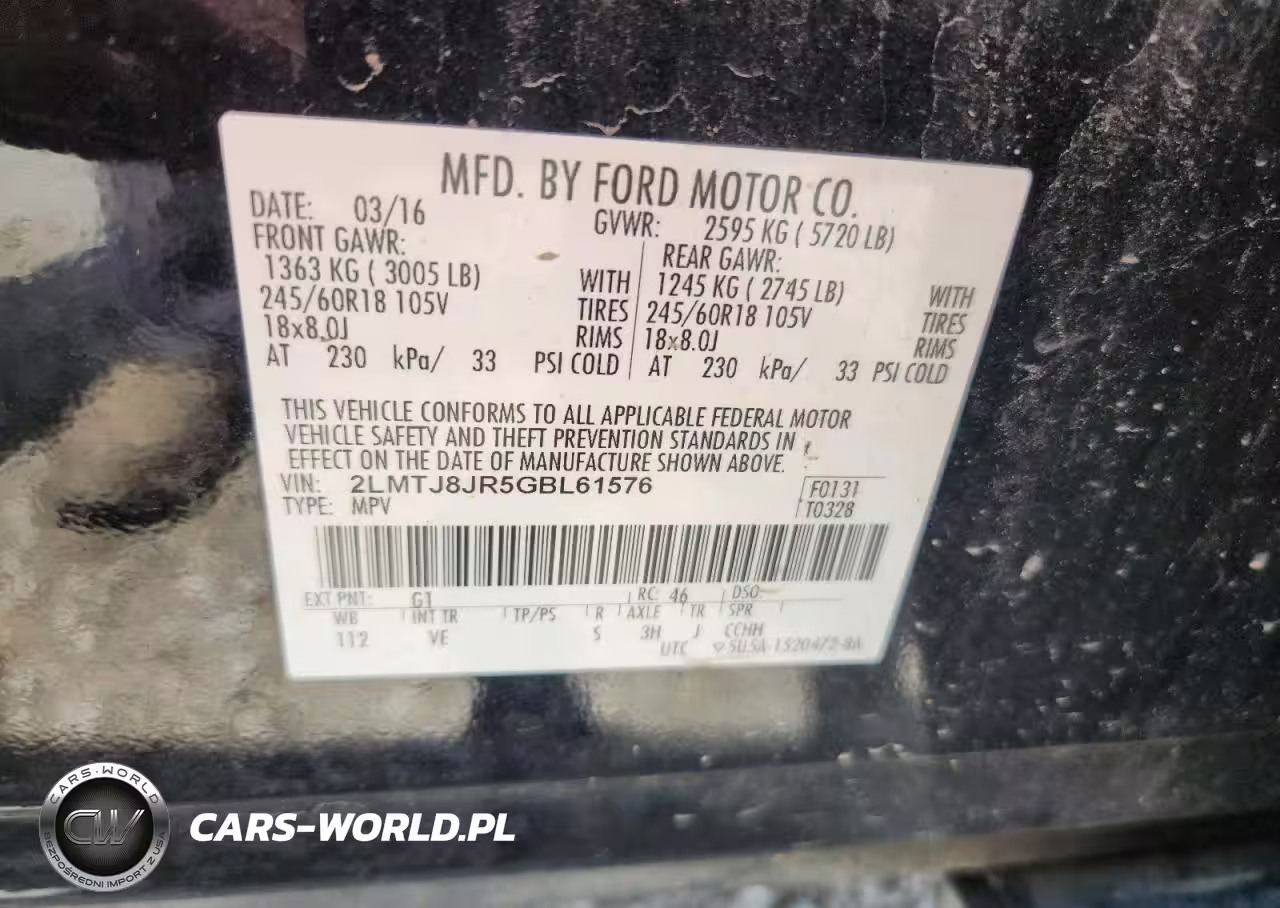 MFD. BY FORD MOTOR CO.
DATE: 03/16 GVWR: 2595 KG ( 5720 LB)
FRONT GAWR: REAR GAWR:
1363 KG ( 3005 LB) WITH 1245 KG ( 2745 LB) WITH
245/60R18 105V TIRES 245/60R18 105V TIRES
18x8.0J RIMS 18x8.0J RIMS
AT 230 kPa/ 33 PSI COLD AT 230 kPa/ 33 PSI COLD
THIS VEHICLE CONFORMS TO ALL APPLICABLE FEDERAL MOTOR
VEHICLE SAFETY AND THEFT PREVENTION STANDARDS IN
EFFECT ON THE DATE OF MANUFACTURE SHOWN ABOVE.
VIN: 2LMTJ8JR5GBL61576 F0131
TYPE: MPV T0328
EXT PNT: G1 RC: 46 DSO:
WB INT TR TP/PS R AXLE TR SPR
112 VE S 3H J CCHH
UTC
CARS-WORLD
CW
BEZPOŚREDNI IMPORT Z USA
CARS-WORLD.PL